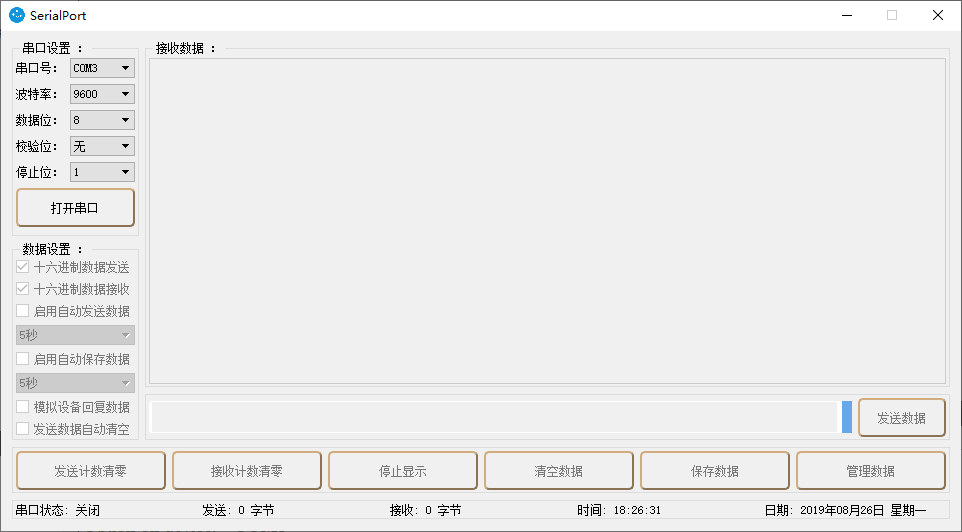 SerialPort
串口设置 :
串口号: COM3
波特率: 9600
数据位: 8
校验位: 无
停止位: 1
打开串口
数据设置 :
十六进制数据发送
十六进制数据接收
启用自动发送数据
5秒
启用自动保存数据
5秒
模拟设备回复数据
发送数据自动清空
接收数据 :
发送数据
发送计数清零 接收计数清零 停止显示 清空数据 保存数据 管理数据
串口状态: 关闭 发送: 0 字节 接收: 0 字节 时间: 18:26:31 日期: 2019年08月26日 星期一